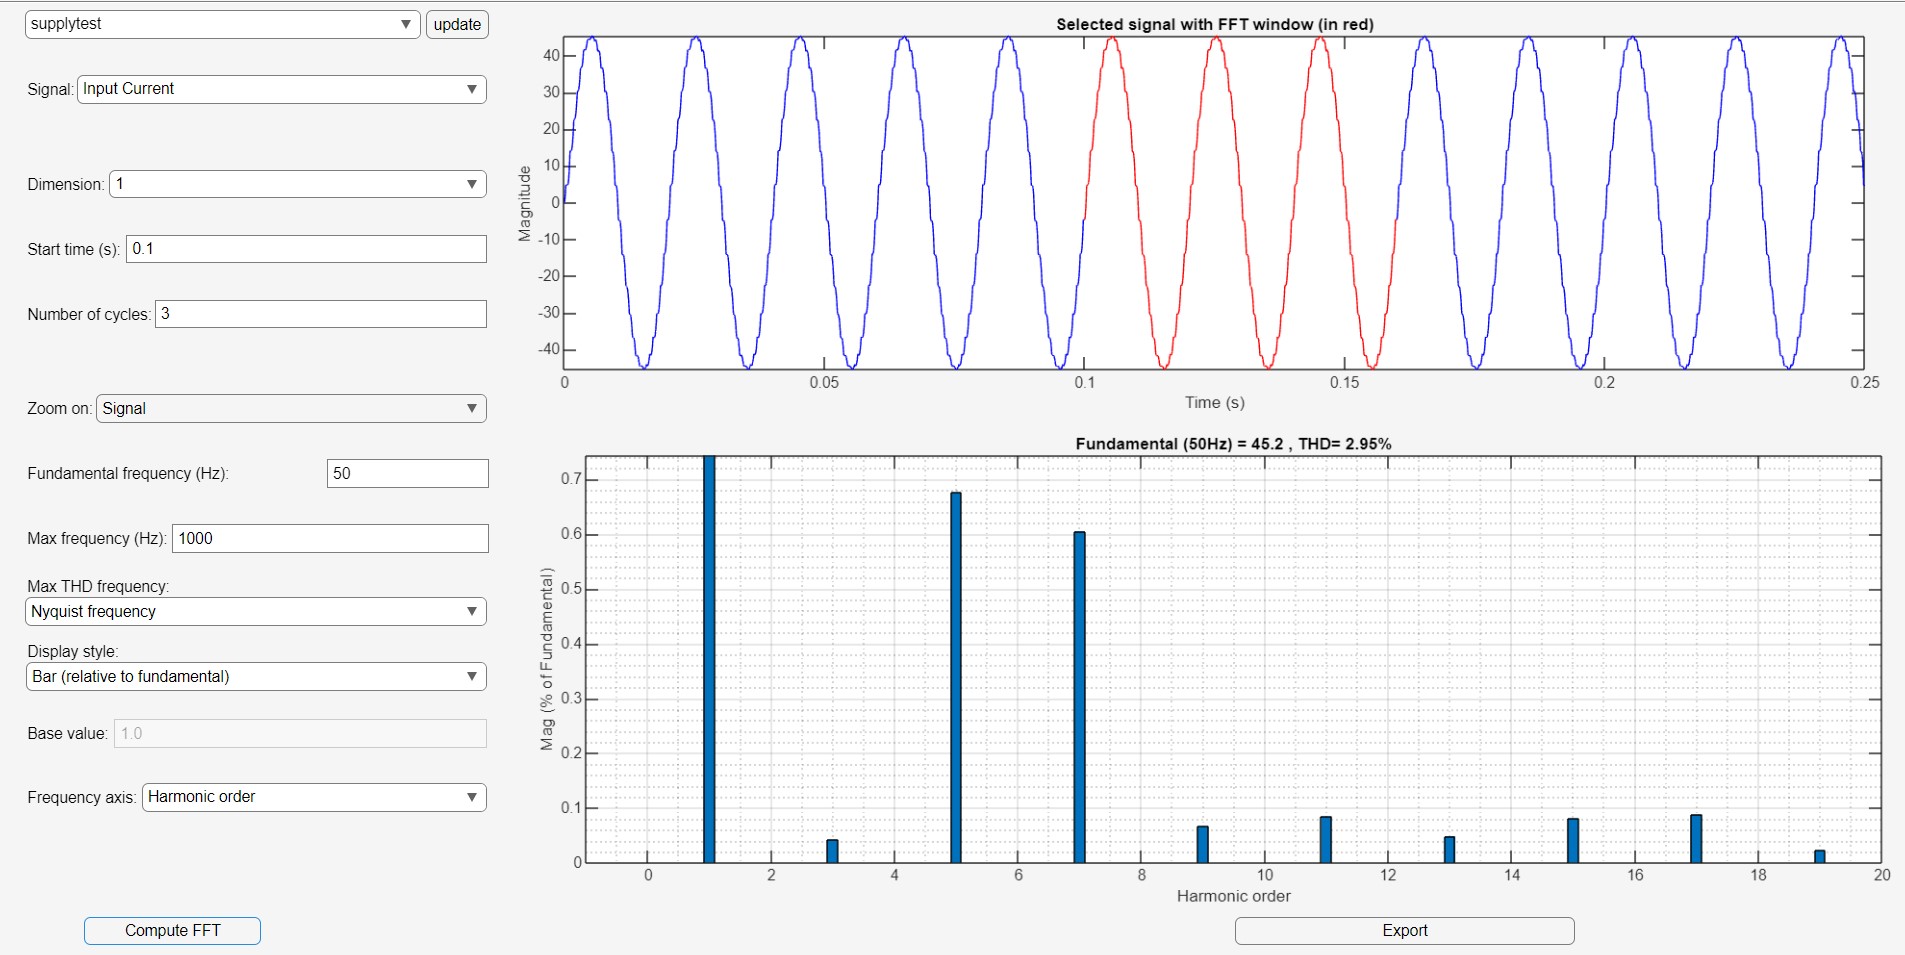 supplytest
update
Signal: Input Current
Dimension: 1
Start time (s): 0.1
Number of cycles: 3
Zoom on: Signal
Fundamental frequency (Hz): 50
Max frequency (Hz): 1000
Max THD frequency:
Nyquist frequency
Display style:
Bar (relative to fundamental)
Base value: 1.0
Frequency axis: Harmonic order
Compute FFT
Selected signal with FFT window (in red)
40
30
20
10
0
-10
-20
-30
-40
Magnitude
0 0.05 0.1 0.15 0.2 0.25
Time (s)
Fundamental (50Hz) = 45.2 , THD= 2.95%
0.7
0.6
0.5
0.4
0.3
0.2
0.1
0
Mag (% of Fundamental)
0 2 4 6 8 10 12 14 16 18 20
Harmonic order
Export